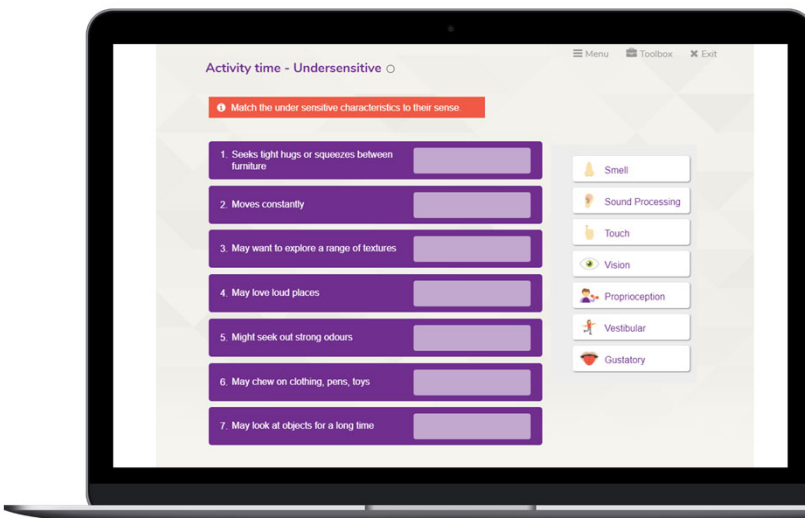 Menu Toolbox Exit
Activity time - Undersensitive
Match the under sensitive characteristics to their sense.
1. Seeks tight hugs or squeezes between
furniture
2. Moves constantly
3. May want to explore a range of textures
4. May love loud places
5. Might seek out strong odours
6. May chew on clothing, pens, toys
7. May look at objects for a long time
Smell
Sound Processing
Touch
Vision
Proprioception
Vestibular
Gustatory